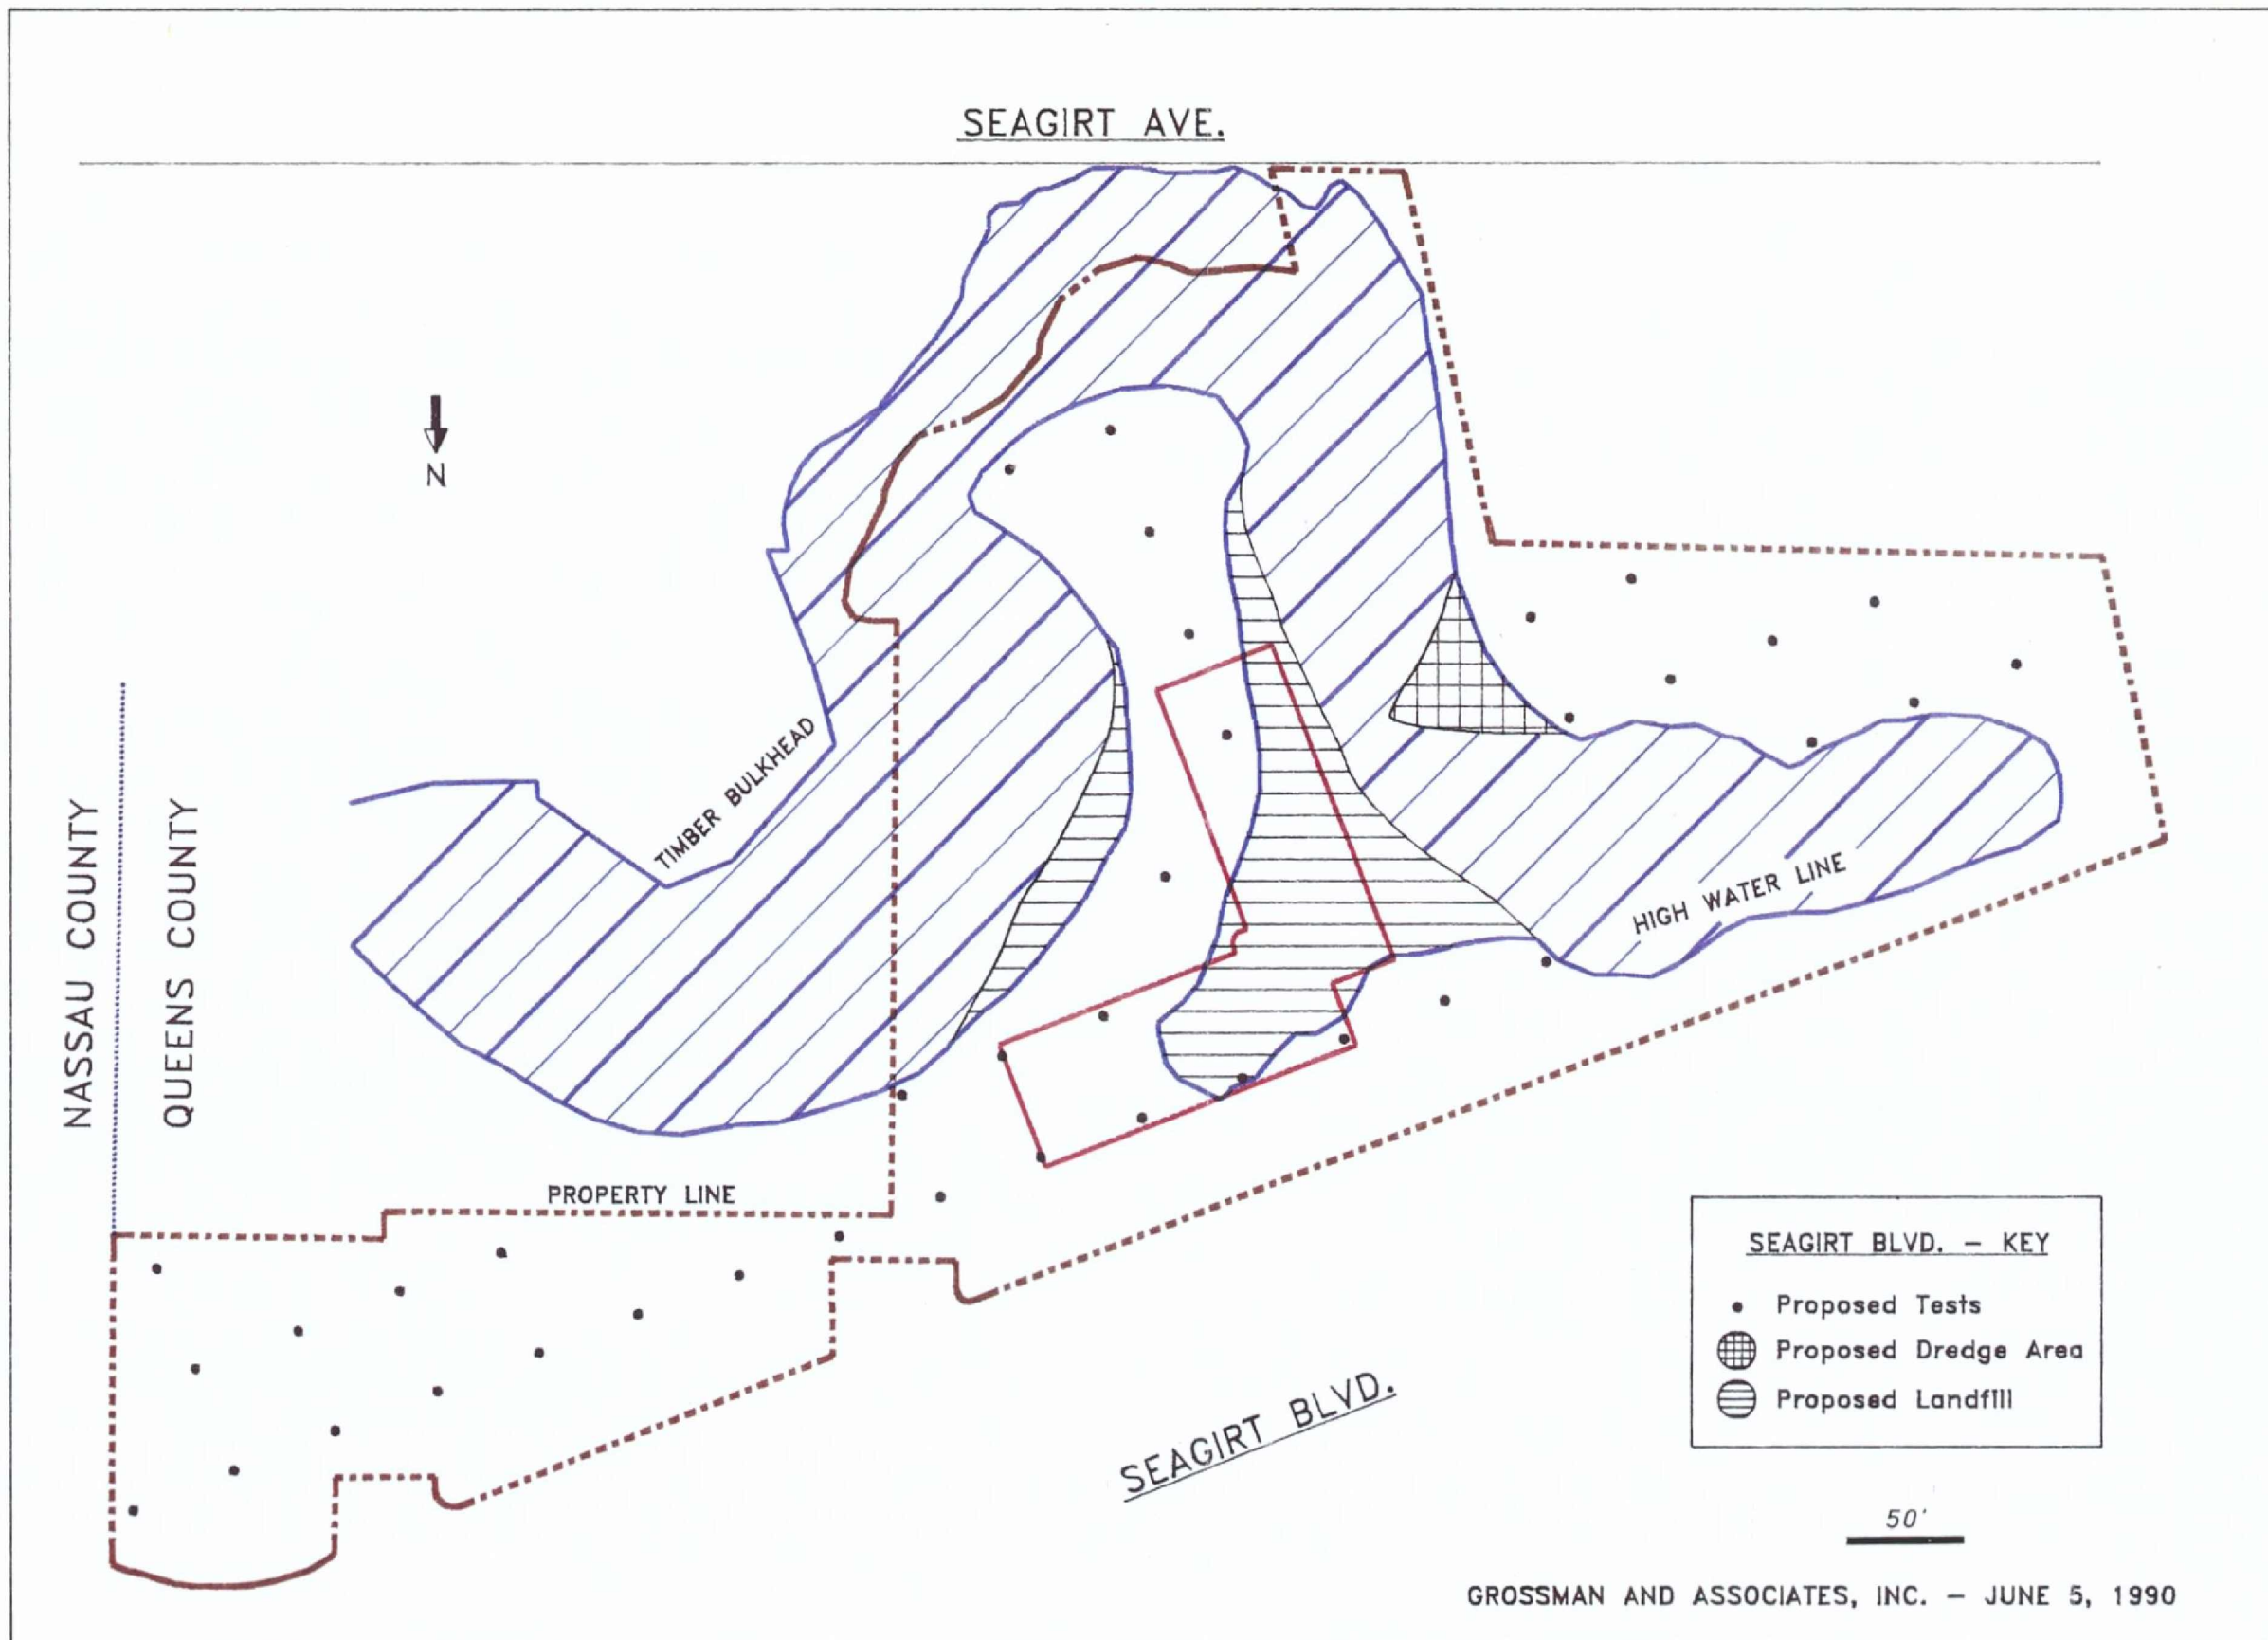 SEAGIRT AVE.
N
TIMBER BULKHEAD
NASSAU COUNTY
QUEENS COUNTY
HIGH WATER LINE
PROPERTY LINE
SEAGIRT BLVD.
SEAGIRT BLVD. – KEY
Proposed Tests
Proposed Dredge Area
Proposed Landfill
50'
GROSSMAN AND ASSOCIATES, INC. – JUNE 5, 1990